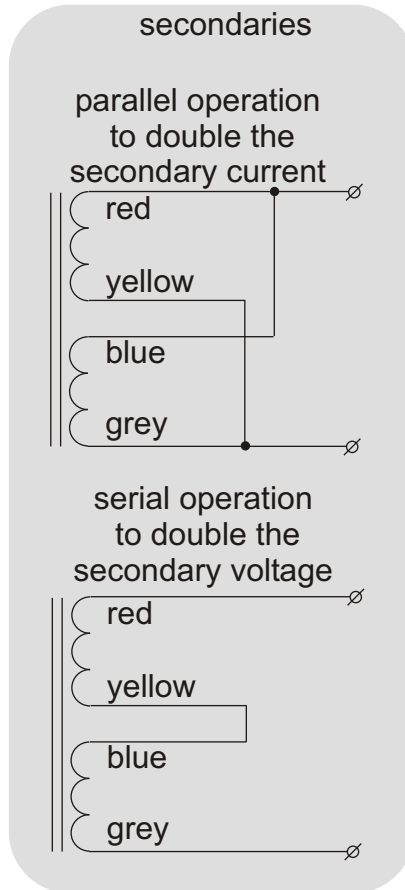 secondaries
parallel operation
to double the
secondary current
red
yellow
blue
grey
serial operation
to double the
secondary voltage
red
yellow
blue
grey